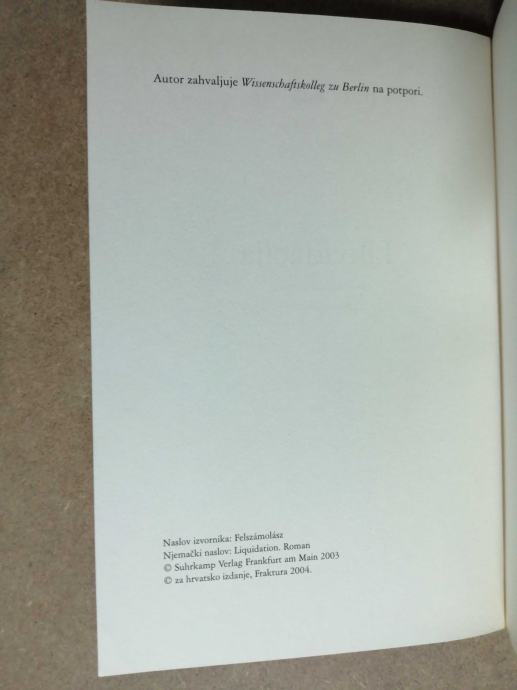 Autor zahvaljuje Wissenschaftskolleg zu Berlin na potpori.
Naslov izvornika: Felszámolász
Njemački naslov: Liquidation. Roman
© Suhrkamp Verlag Frankfurt am Main 2003
© za hrvatsko izdanje, Fraktura 2004.